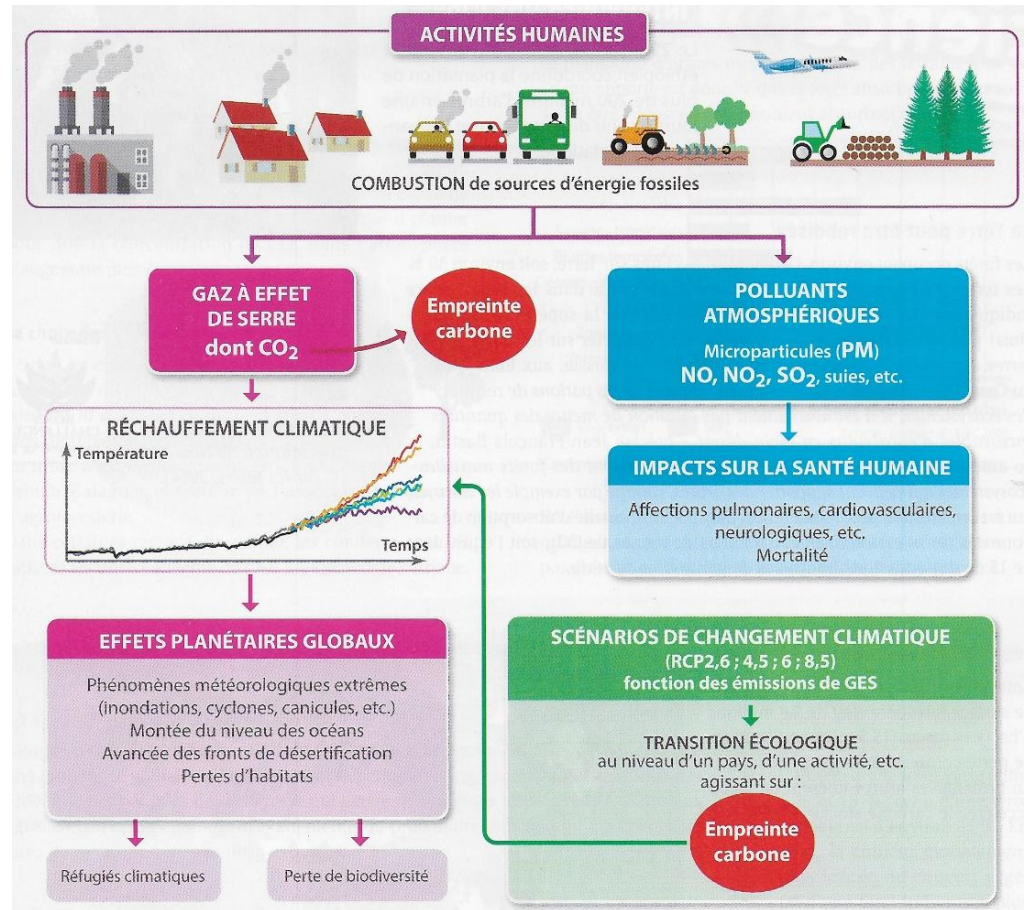 ACTIVITÉS HUMAINES
COMBUSTION de sources d'énergie fossiles
GAZ À EFFET
DE SERRE
dont CO₂
Empreinte
carbone
POLLUANTS
ATMOSPHÉRIQUES
Microparticules (PM)
NO, NO₂, SO₂, suies, etc.
RÉCHAUFFEMENT CLIMATIQUE
Température
Temps
IMPACTS SUR LA SANTÉ HUMAINE
Affections pulmonaires, cardiovasculaires,
neurologiques, etc.
Mortalité
EFFETS PLANÉTAIRES GLOBAUX
Phénomènes météorologiques extrêmes
(inondations, cyclones, canicules, etc.)
Montée du niveau des océans
Avancée des fronts de désertification
Pertes d'habitats
Réfugiés climatiques
Perte de biodiversité
SCÉNARIOS DE CHANGEMENT CLIMATIQUE
(RCP2,6 ; 4,5 ; 6 ; 8,5)
fonction des émissions de GES
TRANSITION ÉCOLOGIQUE
au niveau d'un pays, d'une activité, etc.
agissant sur :
Empreinte
carbone